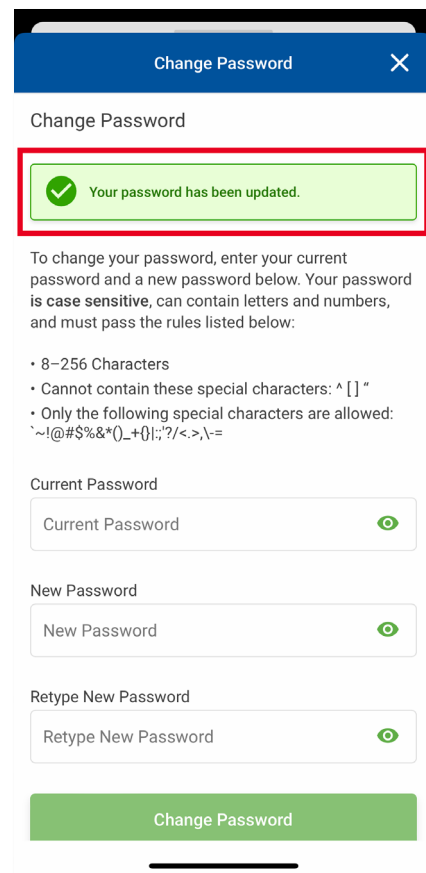 Change Password
Change Password
Your password has been updated.
To change your password, enter your current
password and a new password below. Your password
is case sensitive, can contain letters and numbers,
and must pass the rules listed below:
• 8–256 Characters
• Cannot contain these special characters: ^ [ ] “
• Only the following special characters are allowed:
`~!@#$%&*()_+{}|:;'?/<.>,\-=
Current Password
Current Password
New Password
New Password
Retype New Password
Retype New Password
Change Password